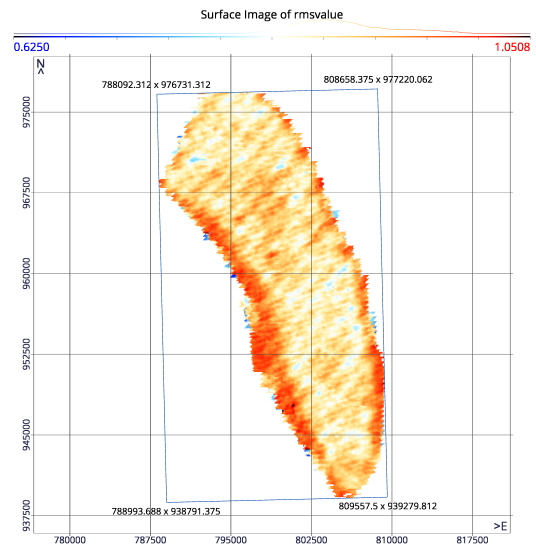 Surface Image of rmsvalue
0.6250 1.0508
N
<
788092.312 x 976731.312 808658.375 x 977220.062
975000
967500
960000
952500
945000
937500
788993.688 x 938791.375 809557.5 x 939279.812
>E
780000 787500 795000 802500 810000 817500